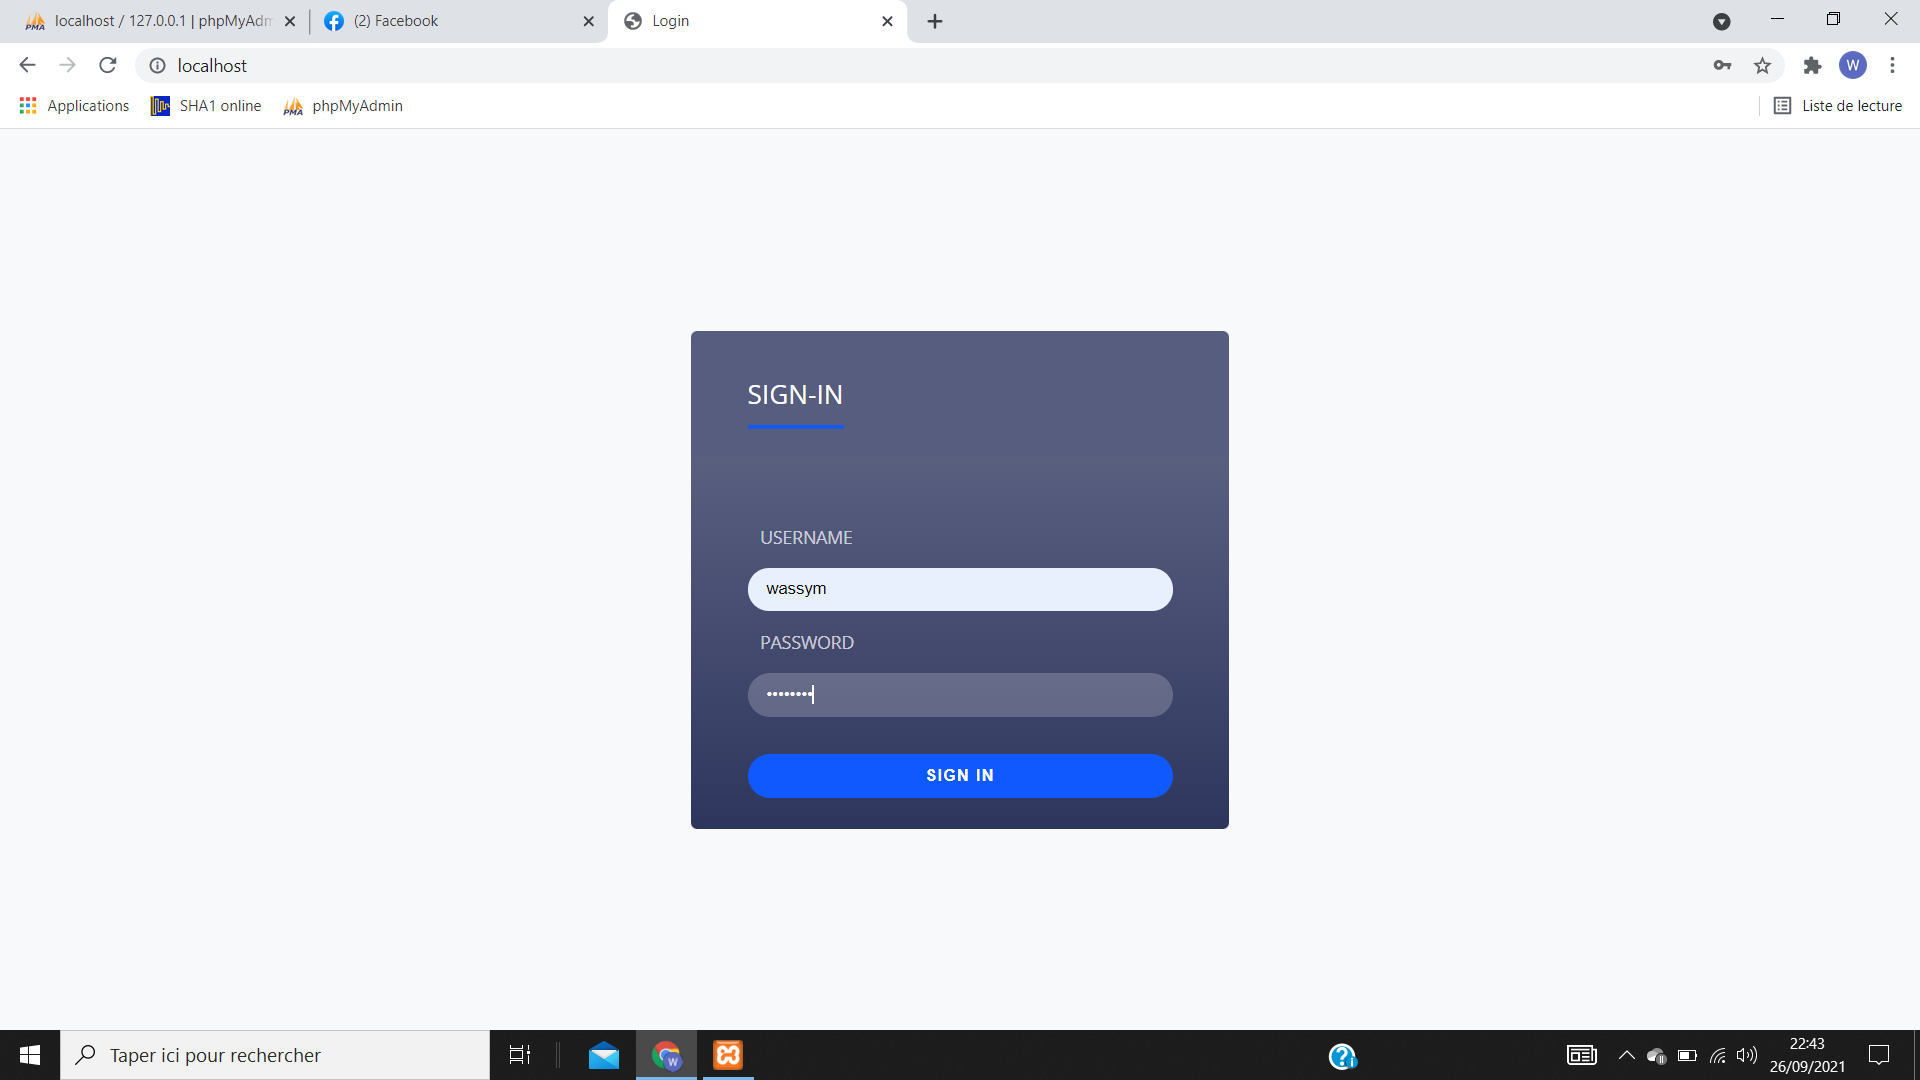 localhost / 127.0.0.1 | phpMyAdm
(2) Facebook
Login
localhost
W
Applications
SHA1 online
PMA
phpMyAdmin
Liste de lecture
SIGN-IN
USERNAME
wassym
PASSWORD
••••••••
SIGN IN
Taper ici pour rechercher
W
22:43
26/09/2021